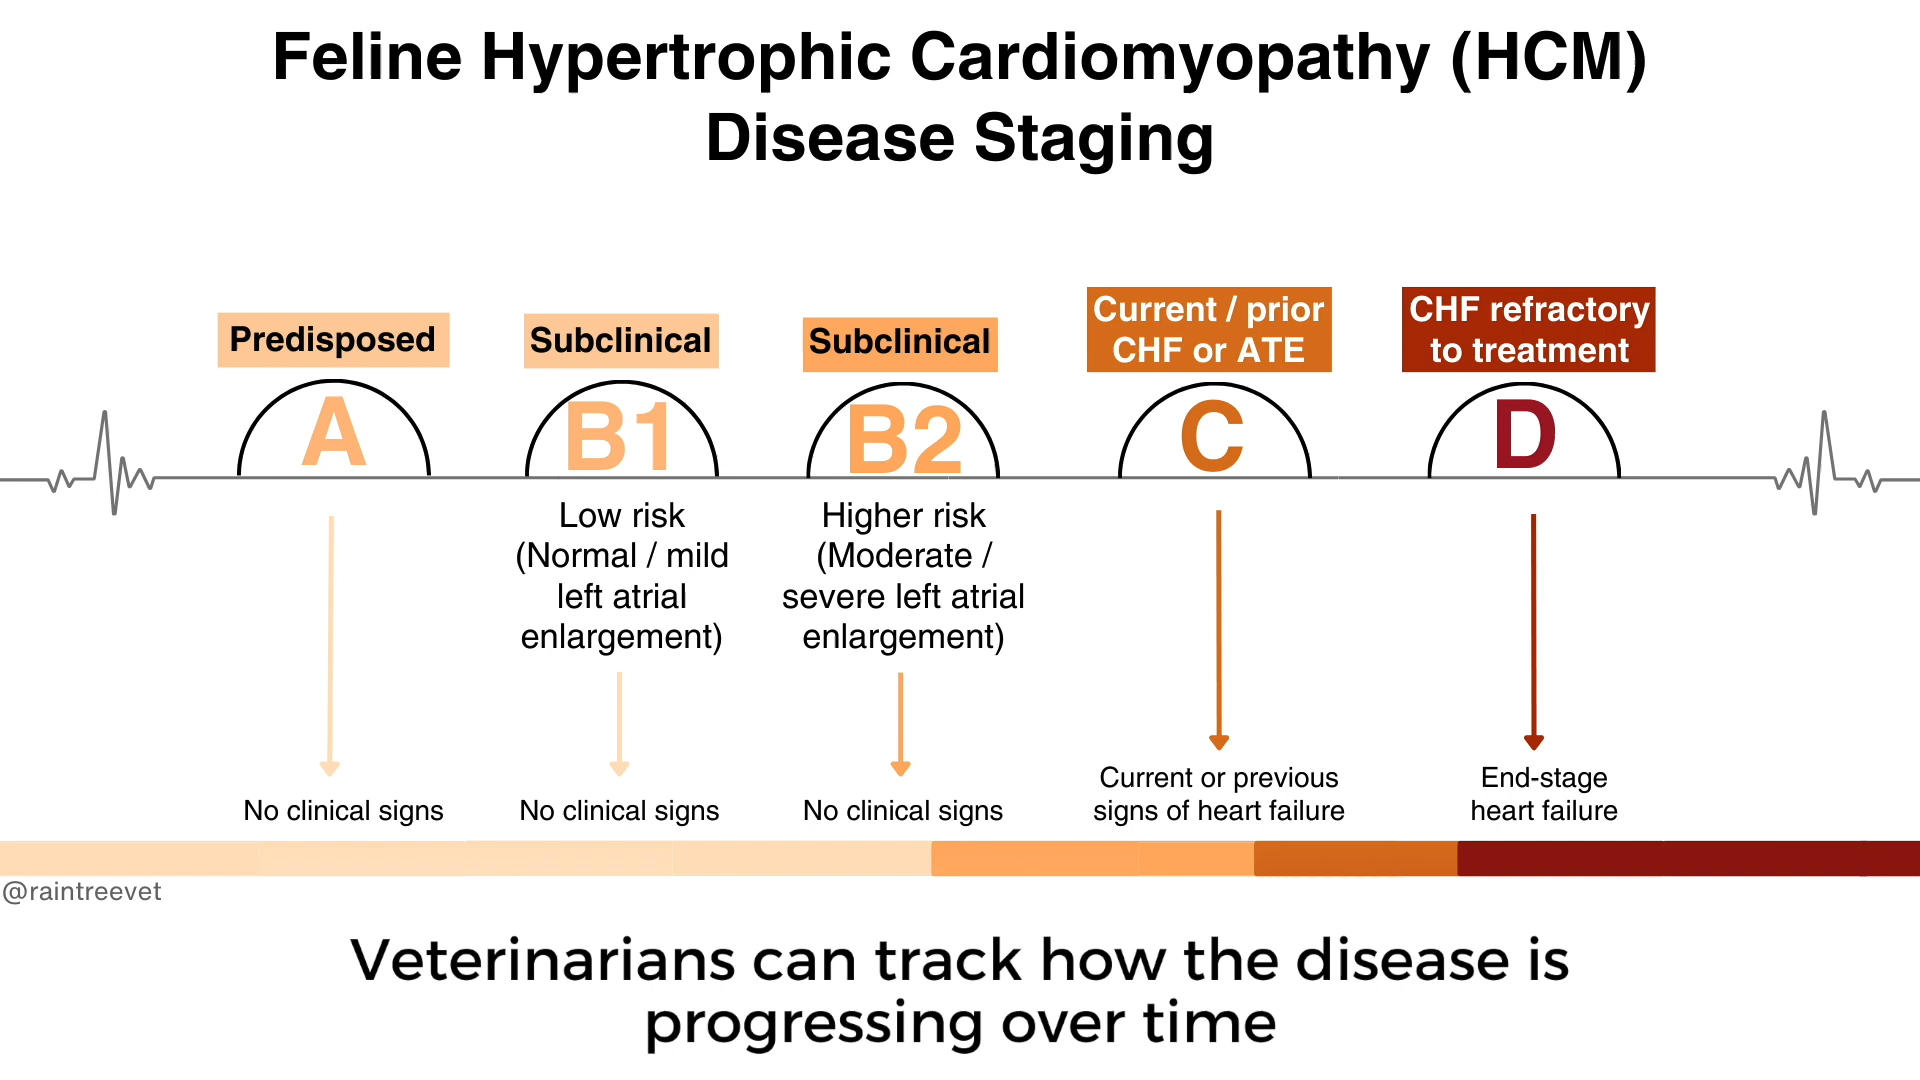 Feline Hypertrophic Cardiomyopathy (HCM)
Disease Staging
Predisposed
A
No clinical signs
Subclinical
B1
Low risk
(Normal / mild
left atrial
enlargement)
No clinical signs
Subclinical
B2
Higher risk
(Moderate /
severe left atrial
enlargement)
No clinical signs
Current / prior
CHF or ATE
C
Current or previous
signs of heart failure
CHF refractory
to treatment
D
End-stage
heart failure
@raintreevet
Veterinarians can track how the disease is
progressing over time